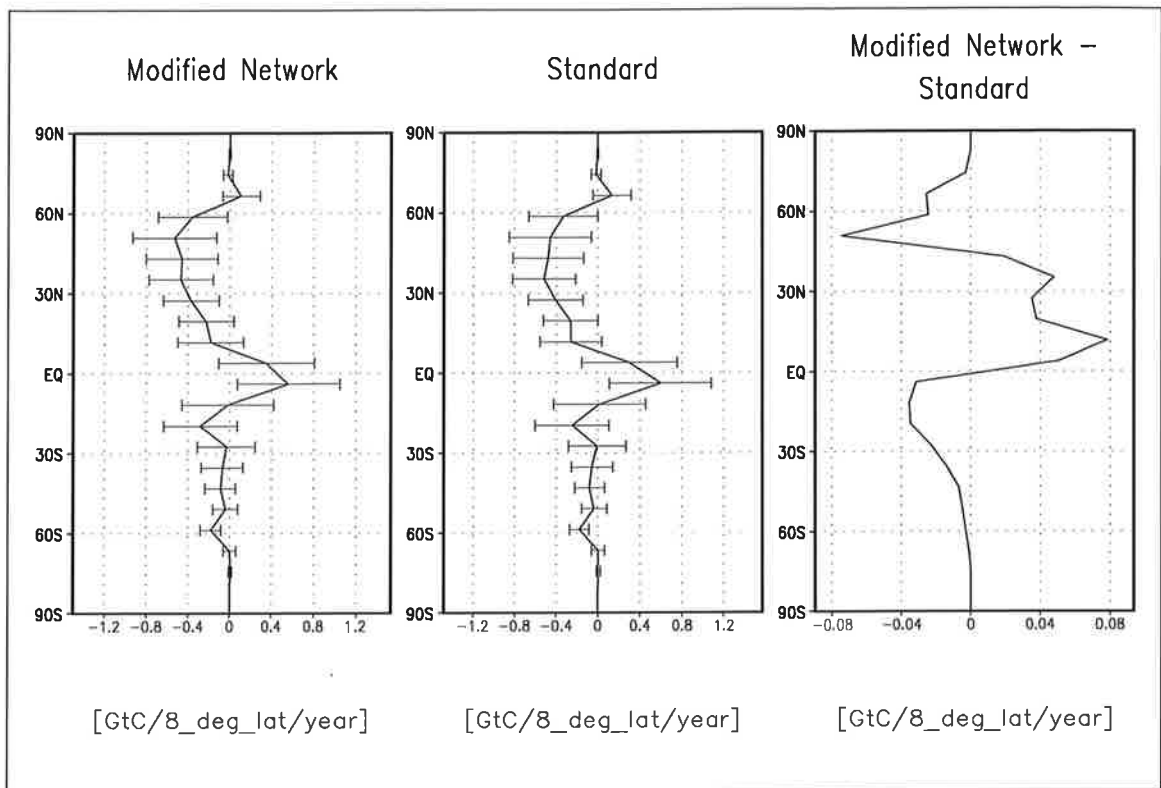 Modified Network
Standard
Modified Network –
Standard
90N
60N
30N
EQ
30S
60S
90S
−1.2 −0.8 −0.4 0 0.4 0.8 1.2
[GtC/8_deg_lat/year]
90N
60N
30N
EQ
30S
60S
90S
−1.2 −0.8 −0.4 0 0.4 0.8 1.2
[GtC/8_deg_lat/year]
90N
60N
30N
EQ
30S
60S
90S
−0.08 −0.04 0 0.04 0.08
[GtC/8_deg_lat/year]